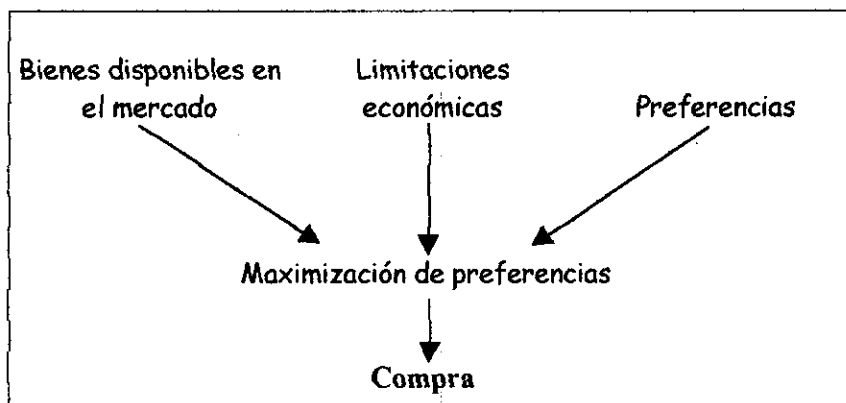 Bienes disponibles en
el mercado
Limitaciones
económicas
Preferencias
Maximización de preferencias
Compra